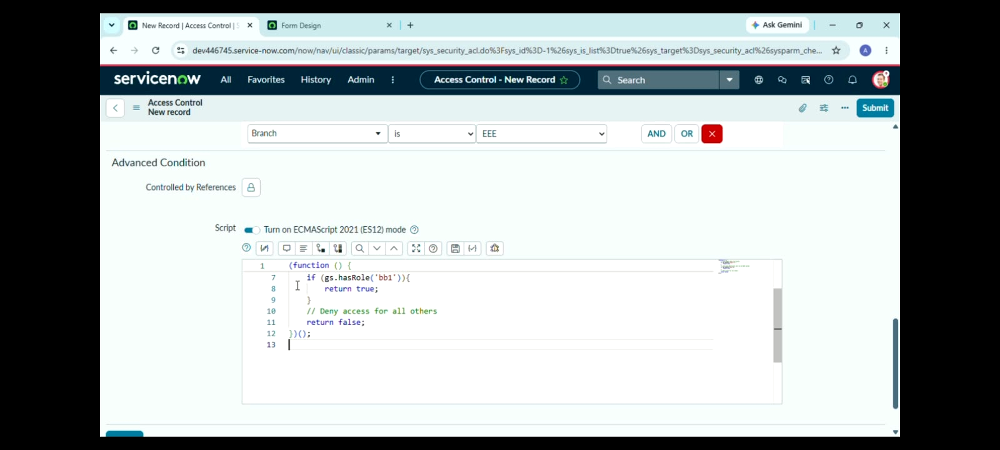 New Record | Access Control | S
Form Design
Ask Gemini
dev446745.service-now.com/now/nav/ui/classic/params/target/sys_security_acl.do%3Fsys_id%3D-1%26sys_is_list%3Dtrue%26sys_target%3Dsys_security_acl%26sysparm_che...
A
servicenow
All
Favorites
History
Admin
Access Control - New Record
Search
Access Control
New record
Submit
Branch
is
EEE
AND
OR
Advanced Condition
Controlled by References
Script
Turn on ECMAScript 2021 (ES12) mode
1 (function () {
7 if (gs.hasRole('bb1')){
8 return true;
9 }
10 // Deny access for all others
11 return false;
12 })();
13